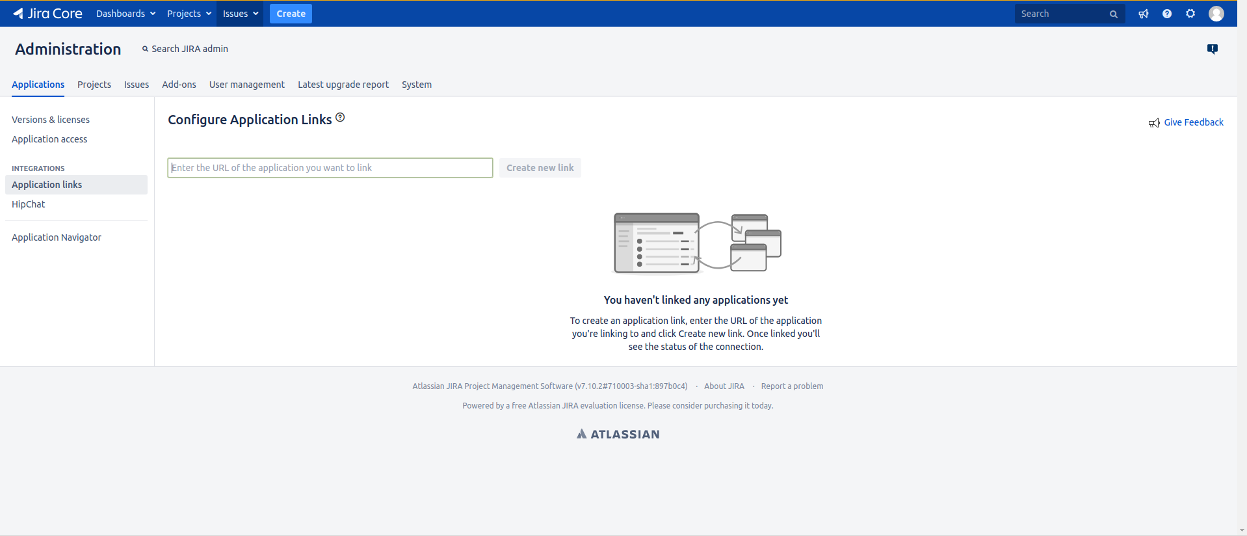 Jira Core Dashboards Projects Issues Create Search
Administration Search JIRA admin
Applications Projects Issues Add-ons User management Latest upgrade report System
Versions & licenses
Application access
INTEGRATIONS
Application links
HipChat
Application Navigator
Configure Application Links
Give Feedback
Enter the URL of the application you want to link Create new link
You haven't linked any applications yet
To create an application link, enter the URL of the application
you're linking to and click Create new link. Once linked you'll
see the status of the connection.
Atlassian JIRA Project Management Software (v7.10.2#710003-sha1:897b0c4) · About JIRA · Report a problem
Powered by a free Atlassian JIRA evaluation license. Please consider purchasing it today.
ATLASSIAN